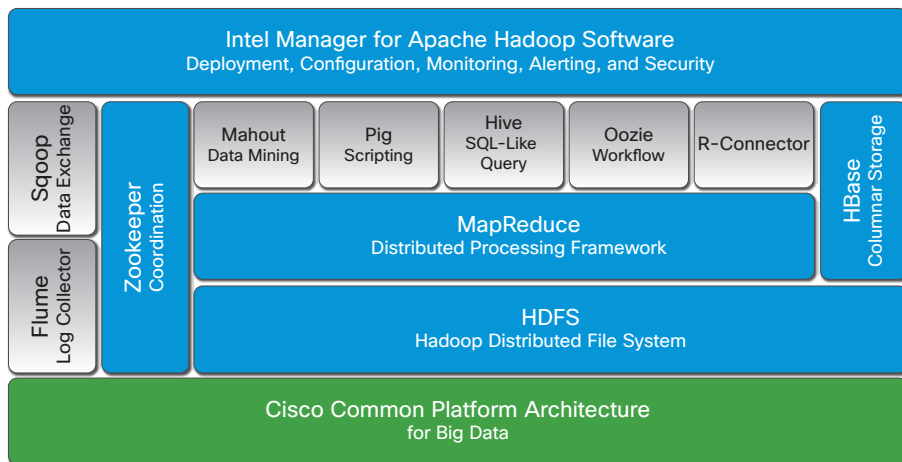 Intel Manager for Apache Hadoop Software
Deployment, Configuration, Monitoring, Alerting, and Security
Sqoop
Data Exchange
Flume
Log Collector
Zookeeper
Coordination
Mahout
Data Mining
Pig
Scripting
Hive
SQL-Like
Query
Oozie
Workflow
R-Connector
HBase
Columnar Storage
MapReduce
Distributed Processing Framework
HDFS
Hadoop Distributed File System
Cisco Common Platform Architecture
for Big Data